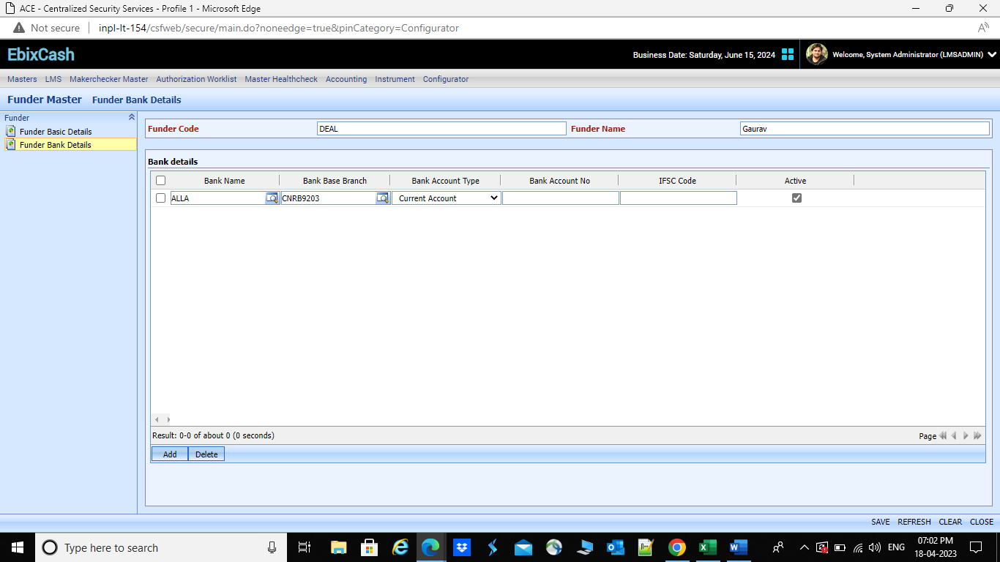 ACE - Centralized Security Services - Profile 1 - Microsoft Edge
Not secure inpl-lt-154/csfweb/secure/main.do?noneedge=true&pinCategory=Configurator
EbixCash Business Date: Saturday, June 15, 2024 Welcome, System Administrator (LMSADMIN)
Masters LMS Makerchecker Master Authorization Worklist Master Healthcheck Accounting Instrument Configurator
Funder Master Funder Bank Details
Funder
Funder Basic Details
Funder Bank Details
Funder Code DEAL Funder Name Gaurav
Bank details
Bank Name Bank Base Branch Bank Account Type Bank Account No IFSC Code Active
ALLA CNRB9203 Current Account
Result: 0-0 of about 0 (0 seconds) Page
Add Delete
SAVE REFRESH CLEAR CLOSE
Type here to search ENG 07:02 PM
18-04-2023